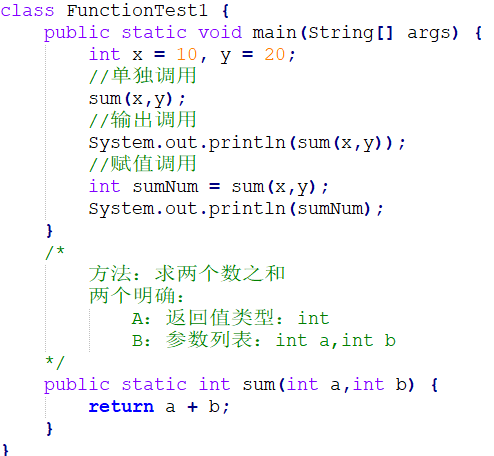 class FunctionTest1 {
    public static void main(String[] args) {
        int x = 10, y = 20;
        //单独调用
        sum(x,y);
        //输出调用
        System.out.println(sum(x,y));
        //赋值调用
        int sumNum = sum(x,y);
        System.out.println(sumNum);
    }
    /*
        方法：求两个数之和
        两个明确：
            A：返回值类型：int
            B：参数列表：int a,int b
    */
    public static int sum(int a,int b) {
        return a + b;
    }
}